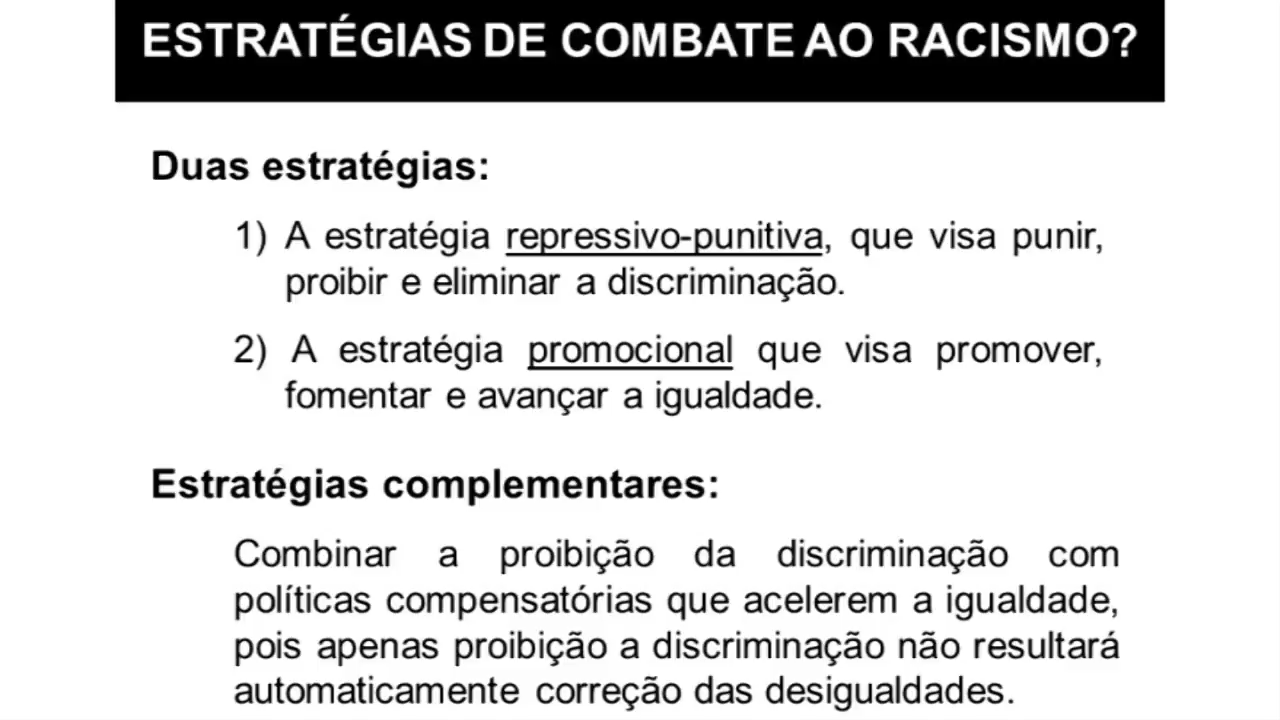 ESTRATÉGIAS DE COMBATE AO RACISMO?
Duas estratégias:
1) A estratégia repressivo-punitiva, que visa punir,
proibir e eliminar a discriminação.
2) A estratégia promocional que visa promover,
fomentar e avançar a igualdade.
Estratégias complementares:
Combinar a proibição da discriminação com
políticas compensatórias que acelerem a igualdade,
pois apenas proibição a discriminação não resultará
automaticamente correção das desigualdades.